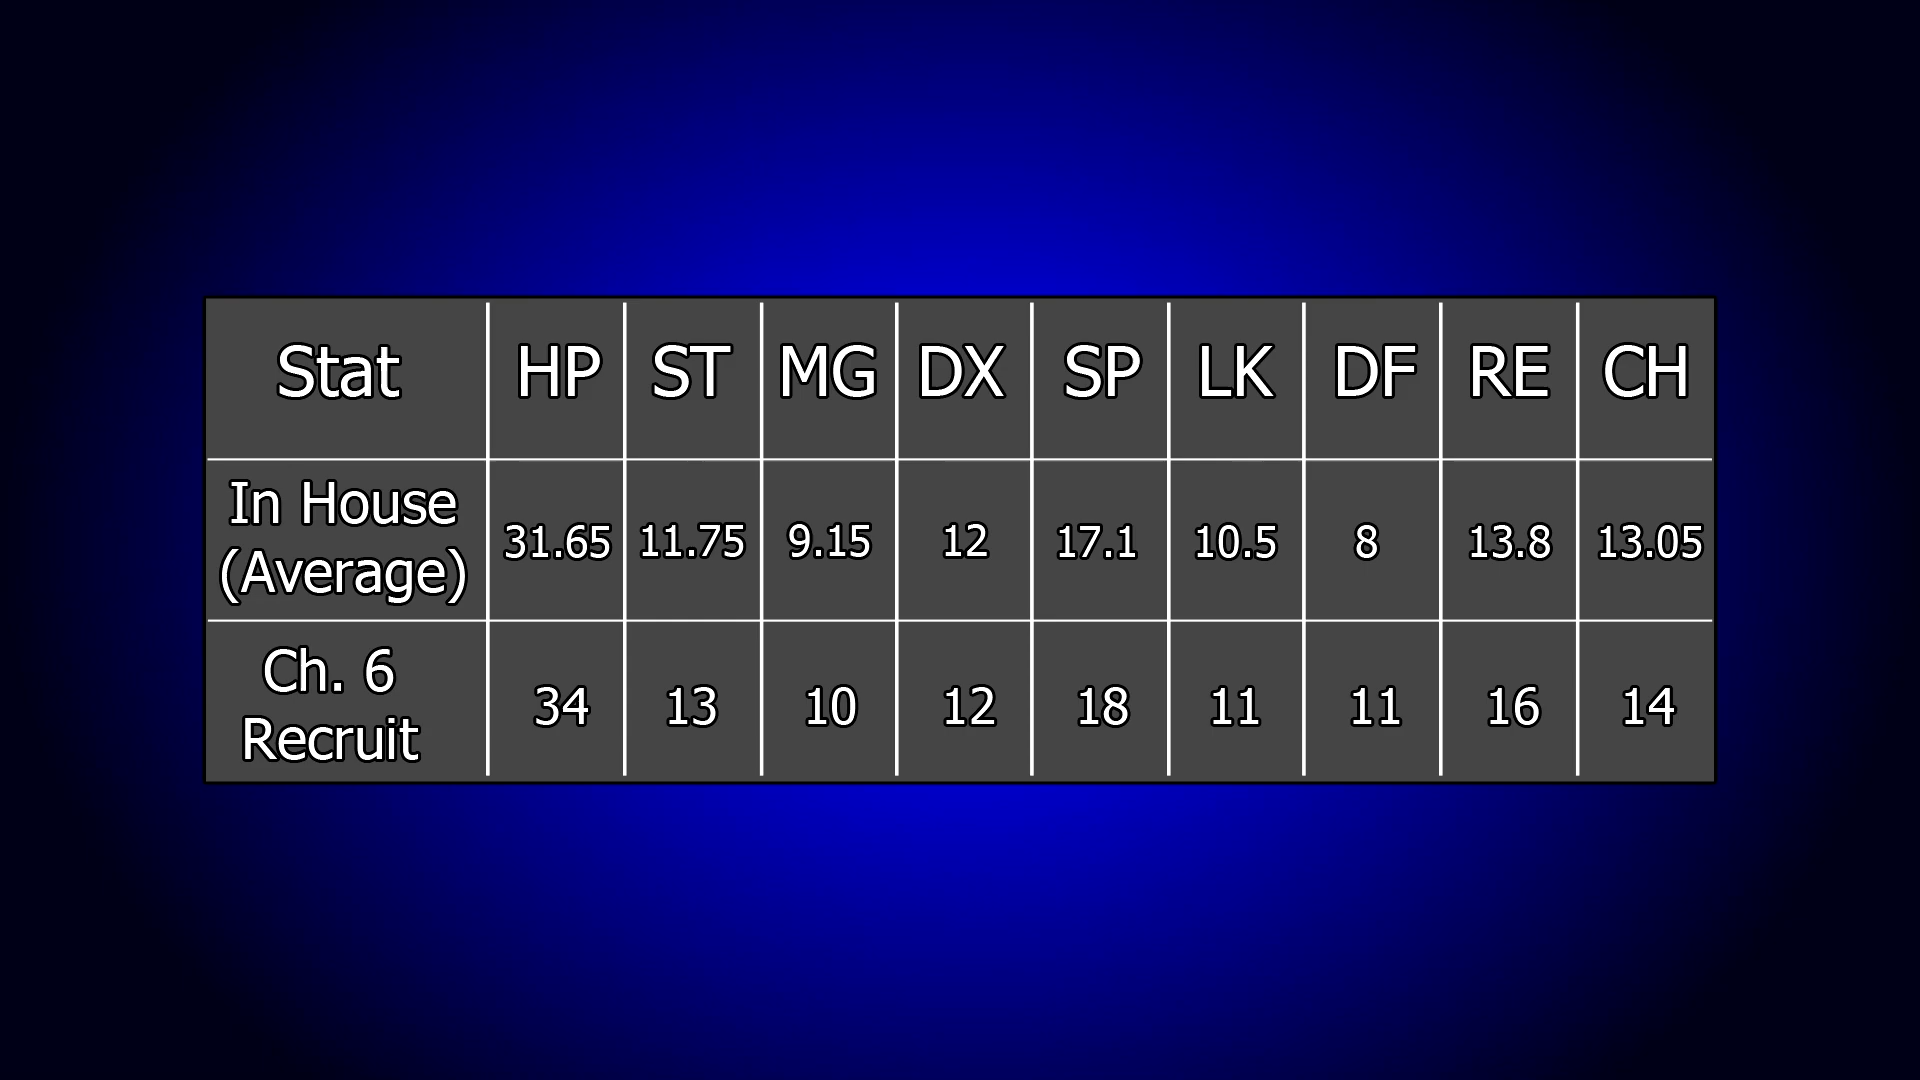 Stat HP ST MG DX SP LK DF RE CH
In House
(Average) 31.65 11.75 9.15 12 17.1 10.5 8 13.8 13.05
Ch. 6
Recruit 34 13 10 12 18 11 11 16 14